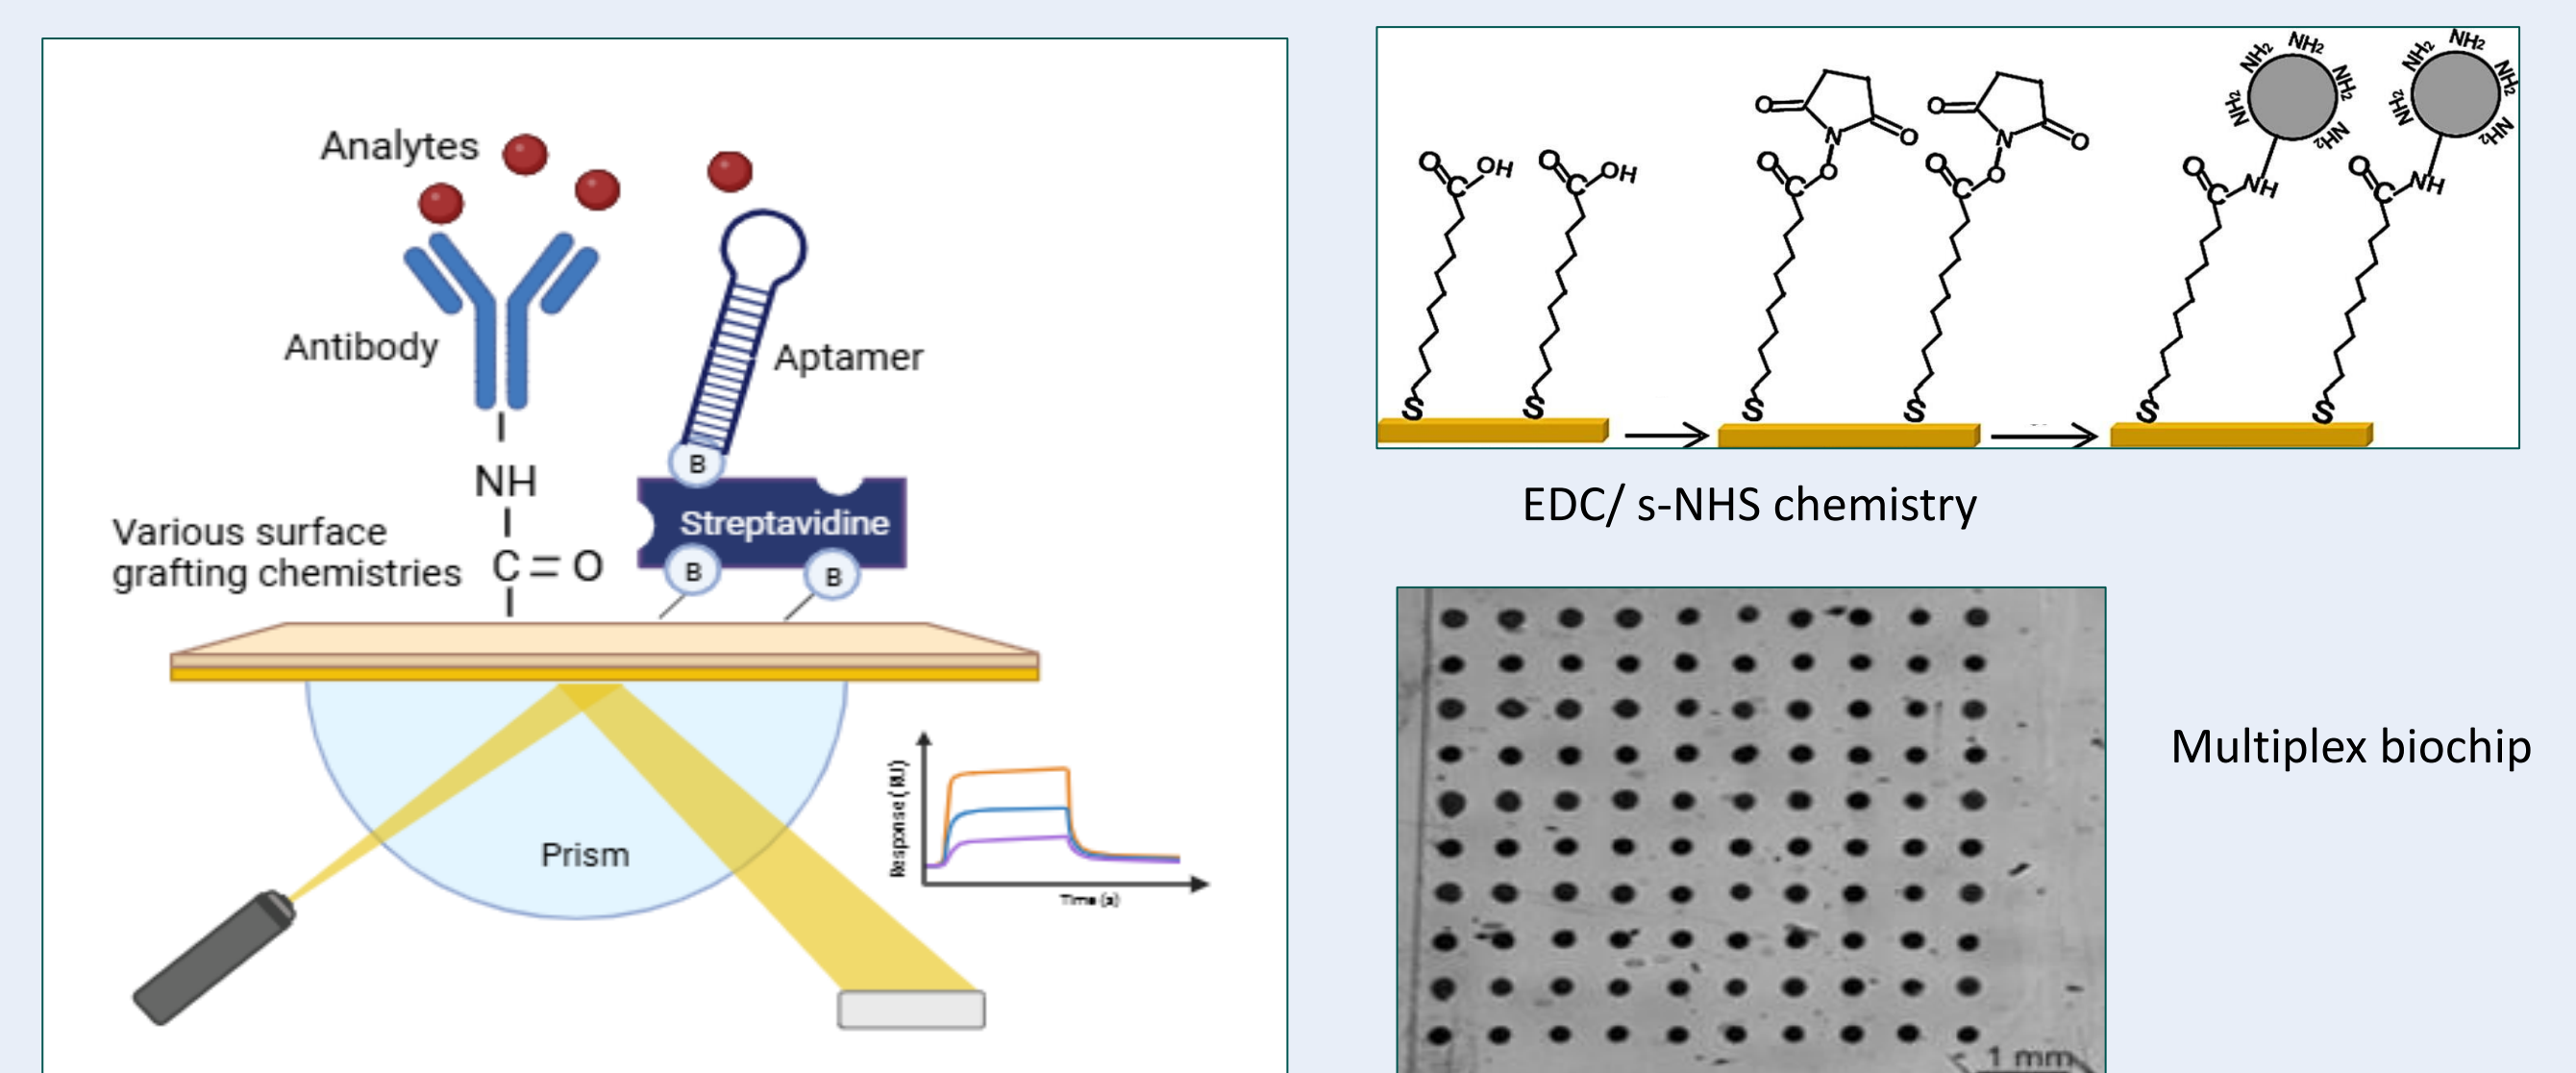 Analytes
Antibody
Aptamer
B
NH
Various surface
grafting chemistries
C = O
Streptavidine
B
B
Prism
Response (RU)
Time (s)
O
C
OH
O
C
OH
S
S
O
N
O
O
C
O
O
N
O
O
C
O
S
S
NH2
NH2
NH2
NH2
NH2
O
C
NH
NH2
NH2
NH2
NH2
NH2
O
C
NH
S
S
EDC/ s-NHS chemistry
Multiplex biochip
1 mm